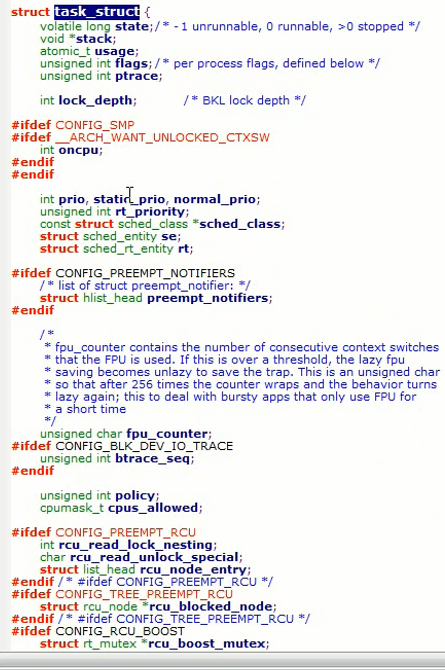 struct task_struct {
volatile long state;/* -1 unrunnable, 0 runnable, >0 stopped */
void *stack;
atomic_t usage;
unsigned int flags;/* per process flags, defined below */
unsigned int ptrace;
int lock_depth; /* BKL lock depth */
#ifdef CONFIG_SMP
#ifdef __ARCH_WANT_UNLOCKED_CTXSW
int oncpu;
#endif
#endif
int prio, static_prio, normal_prio;
unsigned int rt_priority;
const struct sched_class *sched_class;
struct sched_entity se;
struct sched_rt_entity rt;
#ifdef CONFIG_PREEMPT_NOTIFIERS
/* list of struct preempt_notifier: */
struct hlist_head preempt_notifiers;
#endif
/*
* fpu_counter contains the number of consecutive context switches
* that the FPU is used. If this is over a threshold, the lazy fpu
* saving becomes unlazy to save the trap. This is an unsigned char
* so that after 256 times the counter wraps and the behavior turns
* lazy again; this to deal with bursty apps that only use FPU for
* a short time
*/
unsigned char fpu_counter;
#ifdef CONFIG_BLK_DEV_IO_TRACE
unsigned int btrace_seq;
#endif
unsigned int policy;
cpumask_t cpus_allowed;
#ifdef CONFIG_PREEMPT_RCU
int rcu_read_lock_nesting;
char rcu_read_unlock_special;
struct list_head rcu_node_entry;
#endif /* #ifdef CONFIG_PREEMPT_RCU */
#ifdef CONFIG_TREE_PREEMPT_RCU
struct rcu_node *rcu_blocked_node;
#endif /* #ifdef CONFIG_TREE_PREEMPT_RCU */
#ifdef CONFIG_RCU_BOOST
struct rt_mutex *rcu_boost_mutex;